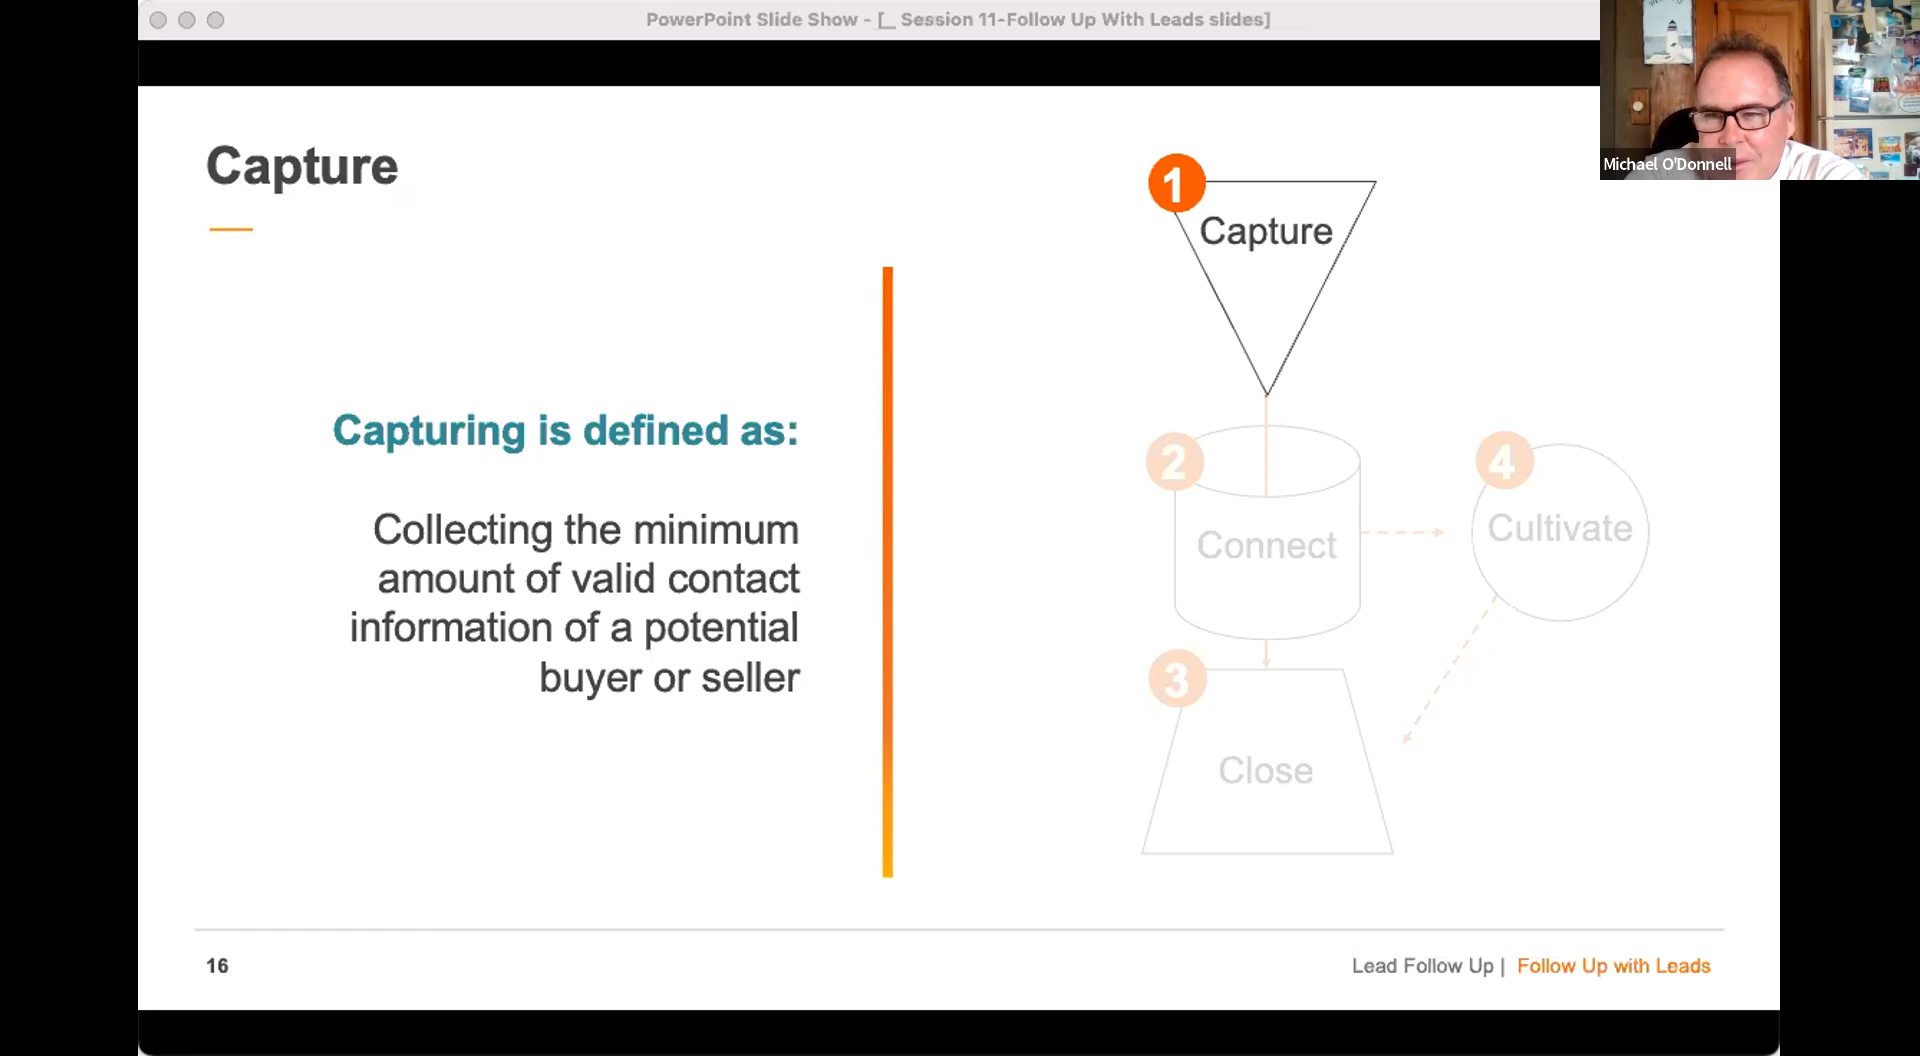 PowerPoint Slide Show - [_ Session 11-Follow Up With Leads slides]
Michael O'Donnell
Capture
1
Capture
Capturing is defined as:
Collecting the minimum
amount of valid contact
information of a potential
buyer or seller
2
Connect
4
Cultivate
3
Close
16
Lead Follow Up | Follow Up with Leads